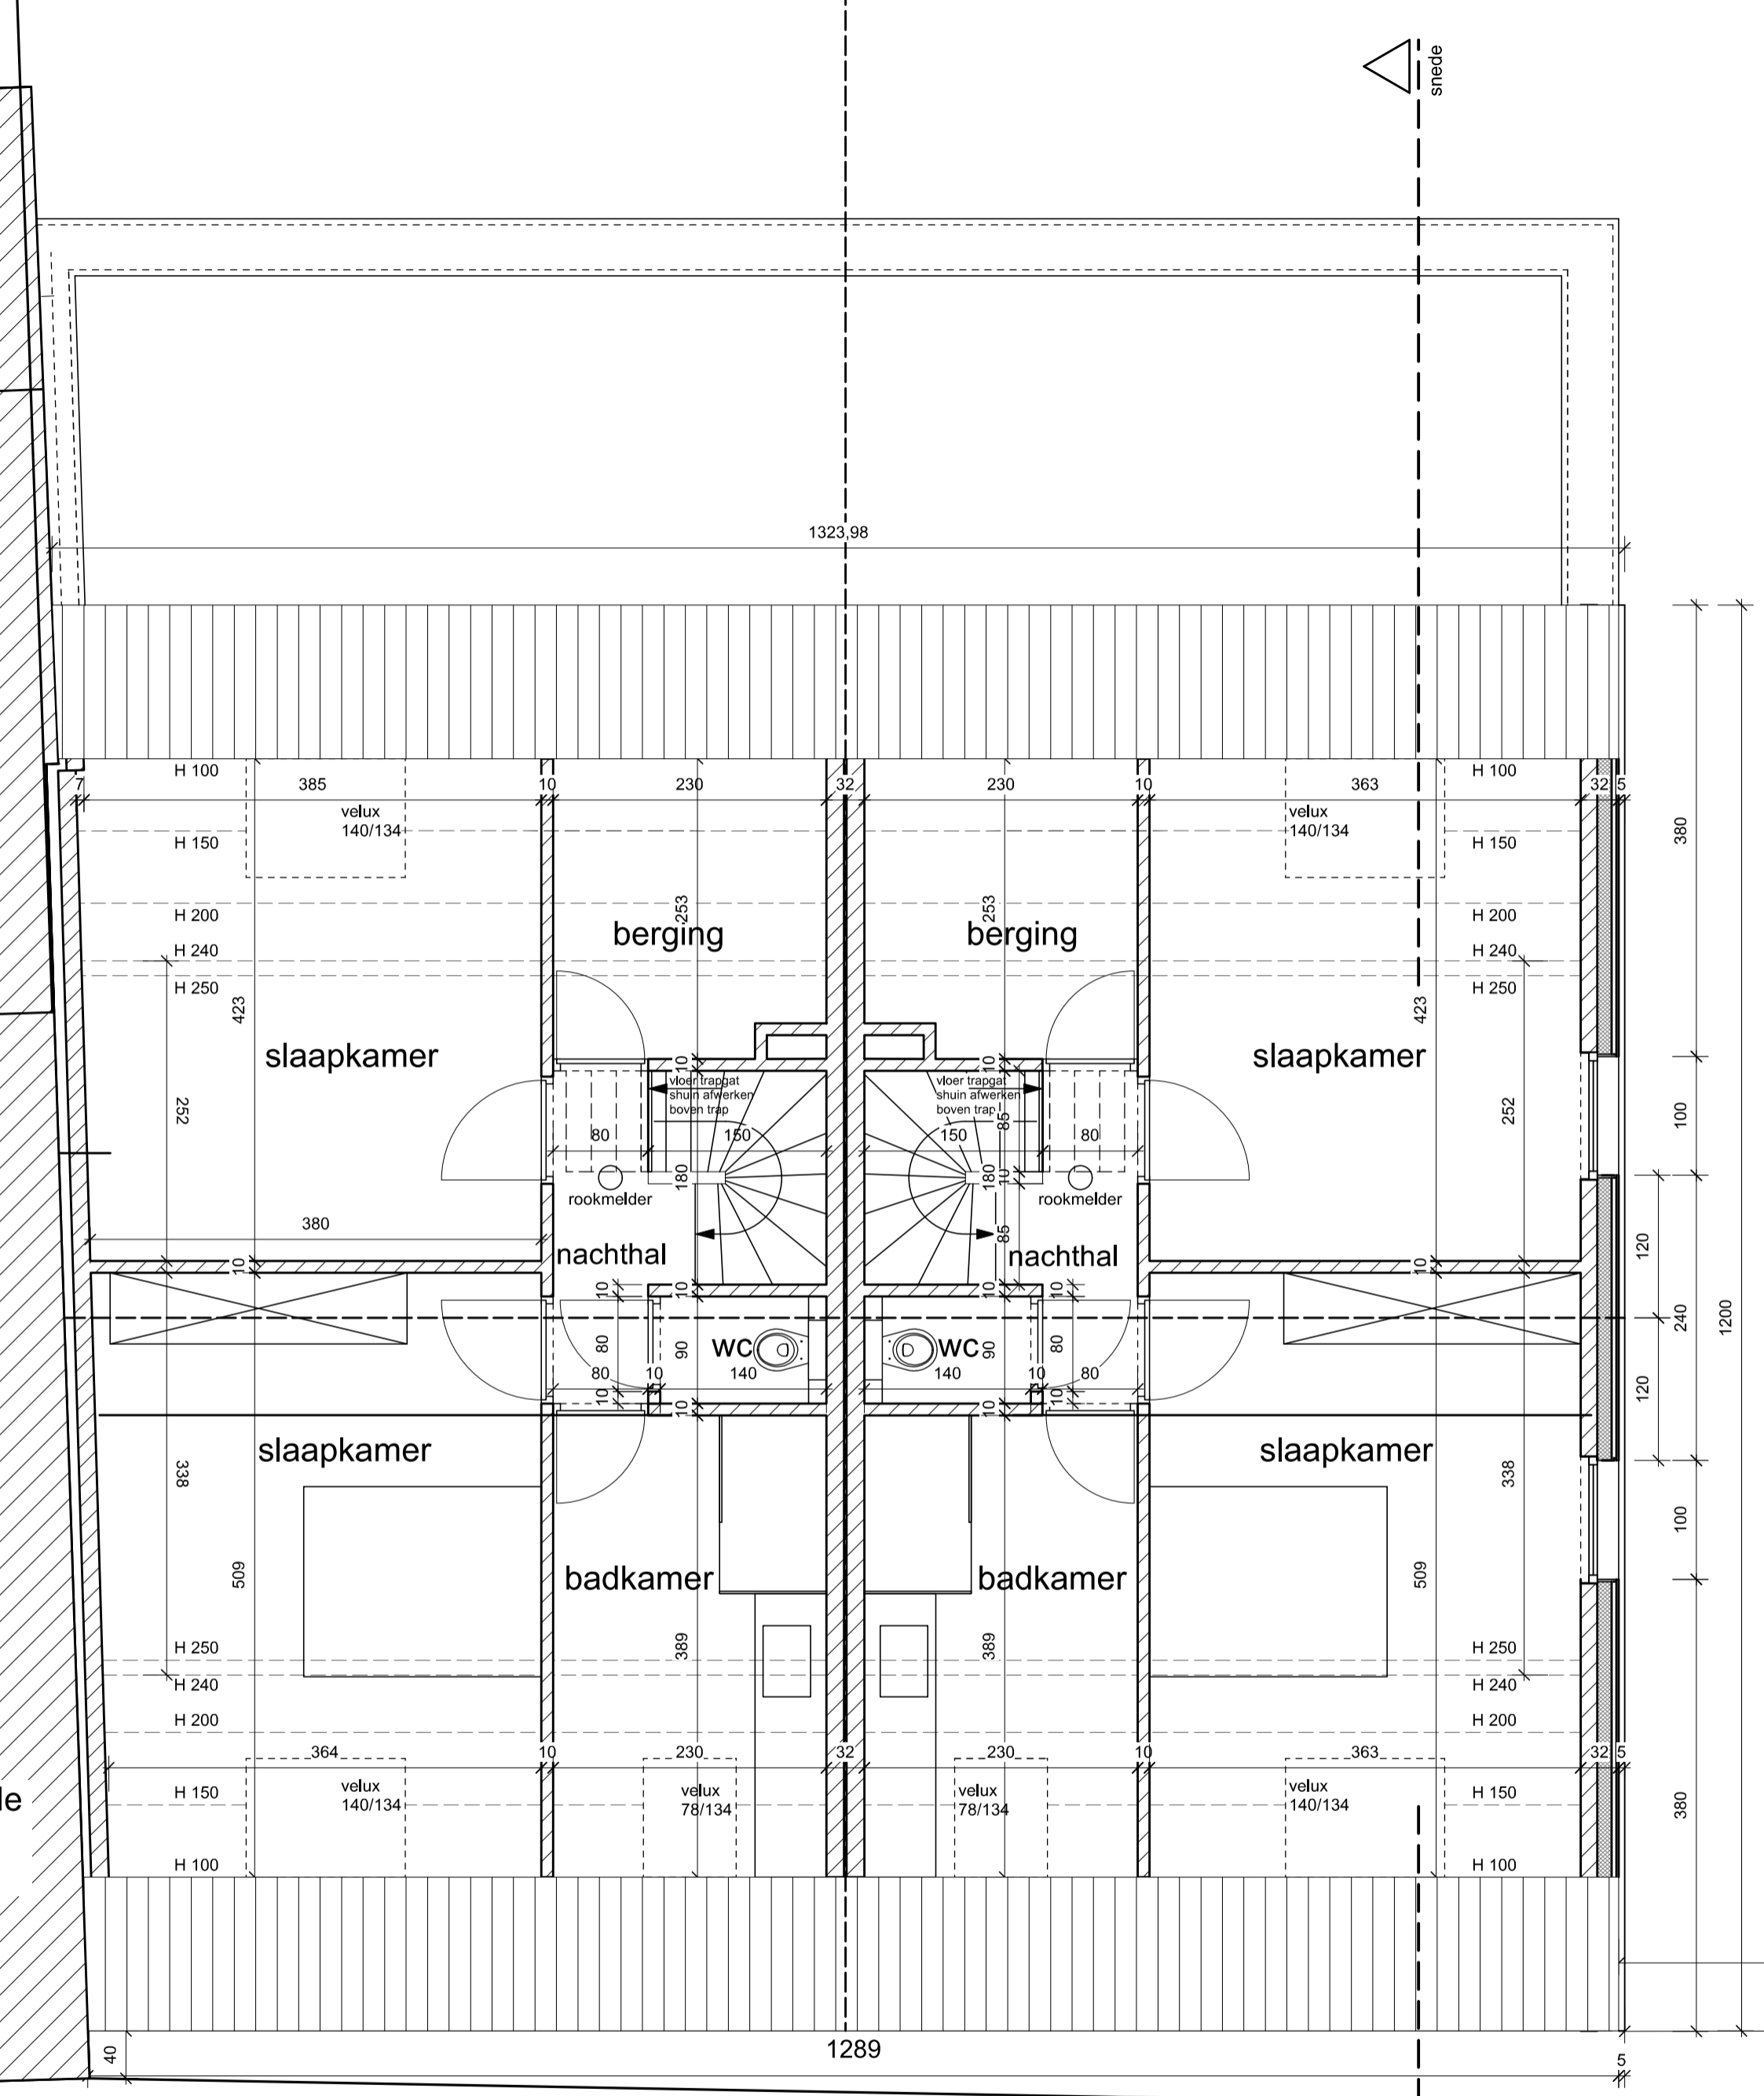 snede
1323,98
H 100
7
385
10
230
32
230
10
363
H 100
32
5
velux
140/134
velux
140/134
380
H 150
H 150
H 200
253
253
H 200
berging
berging
H 240
H 240
H 250
H 250
423
423
slaapkamer
slaapkamer
10
10
vloer trapgat
shuin afwerken
boven trap
vloer trapgat
shuin afwerken
boven trap
252
252
100
80
150
150
80
85
180
180
10
rookmelder
rookmelder
380
85
nachthal
nachthal
120
10
10
10
10
10
10
240
1200
80
90
wc
wc
90
80
80
10
140
140
10
80
120
10
10
10
10
slaapkamer
slaapkamer
338
338
100
509
badkamer
badkamer
509
389
389
H 250
H 250
H 240
H 240
H 200
H 200
364
10
230
32
230
10
363
32
5
H 150
velux
140/134
velux
78/134
velux
78/134
velux
140/134
H 150
le
380
H 100
H 100
40
1289
5